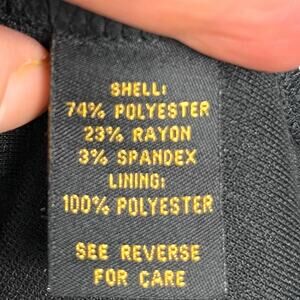 SHELL:
74% POLYESTER
23% RAYON
3% SPANDEX
LINING:
100% POLYESTER
SEE REVERSE
FOR CARE